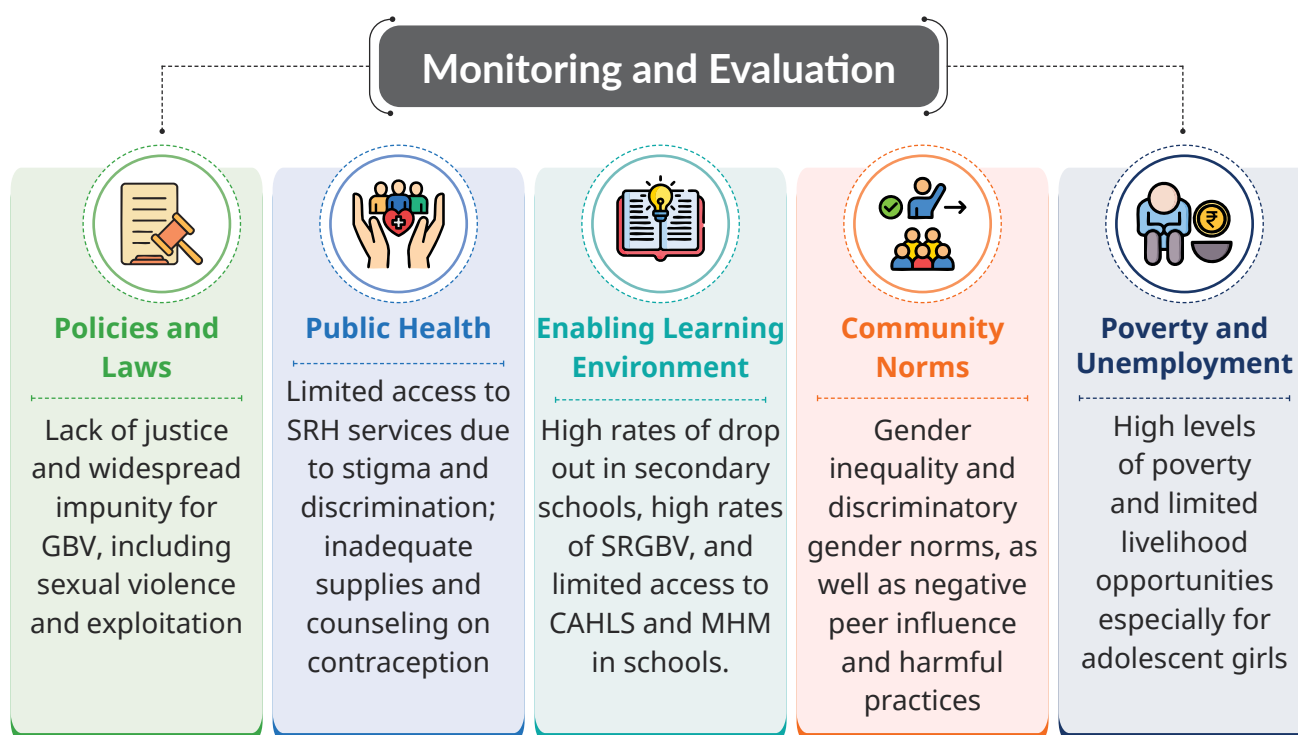 Monitoring and Evaluation
Policies and
Laws
Lack of justice
and widespread
impunity for
GBV, including
sexual violence
and exploitation
Public Health
Limited access to
SRH services due
to stigma and
discrimination;
inadequate
supplies and
counseling on
contraception
Enabling Learning
Environment
High rates of drop
out in secondary
schools, high rates
of SRGBV, and
limited access to
CAHLS and MHM
in schools.
Community
Norms
Gender
inequality and
discriminatory
gender norms, as
well as negative
peer influence
and harmful
practices
₹
Poverty and
Unemployment
High levels
of poverty
and limited
livelihood
opportunities
especially for
adolescent girls